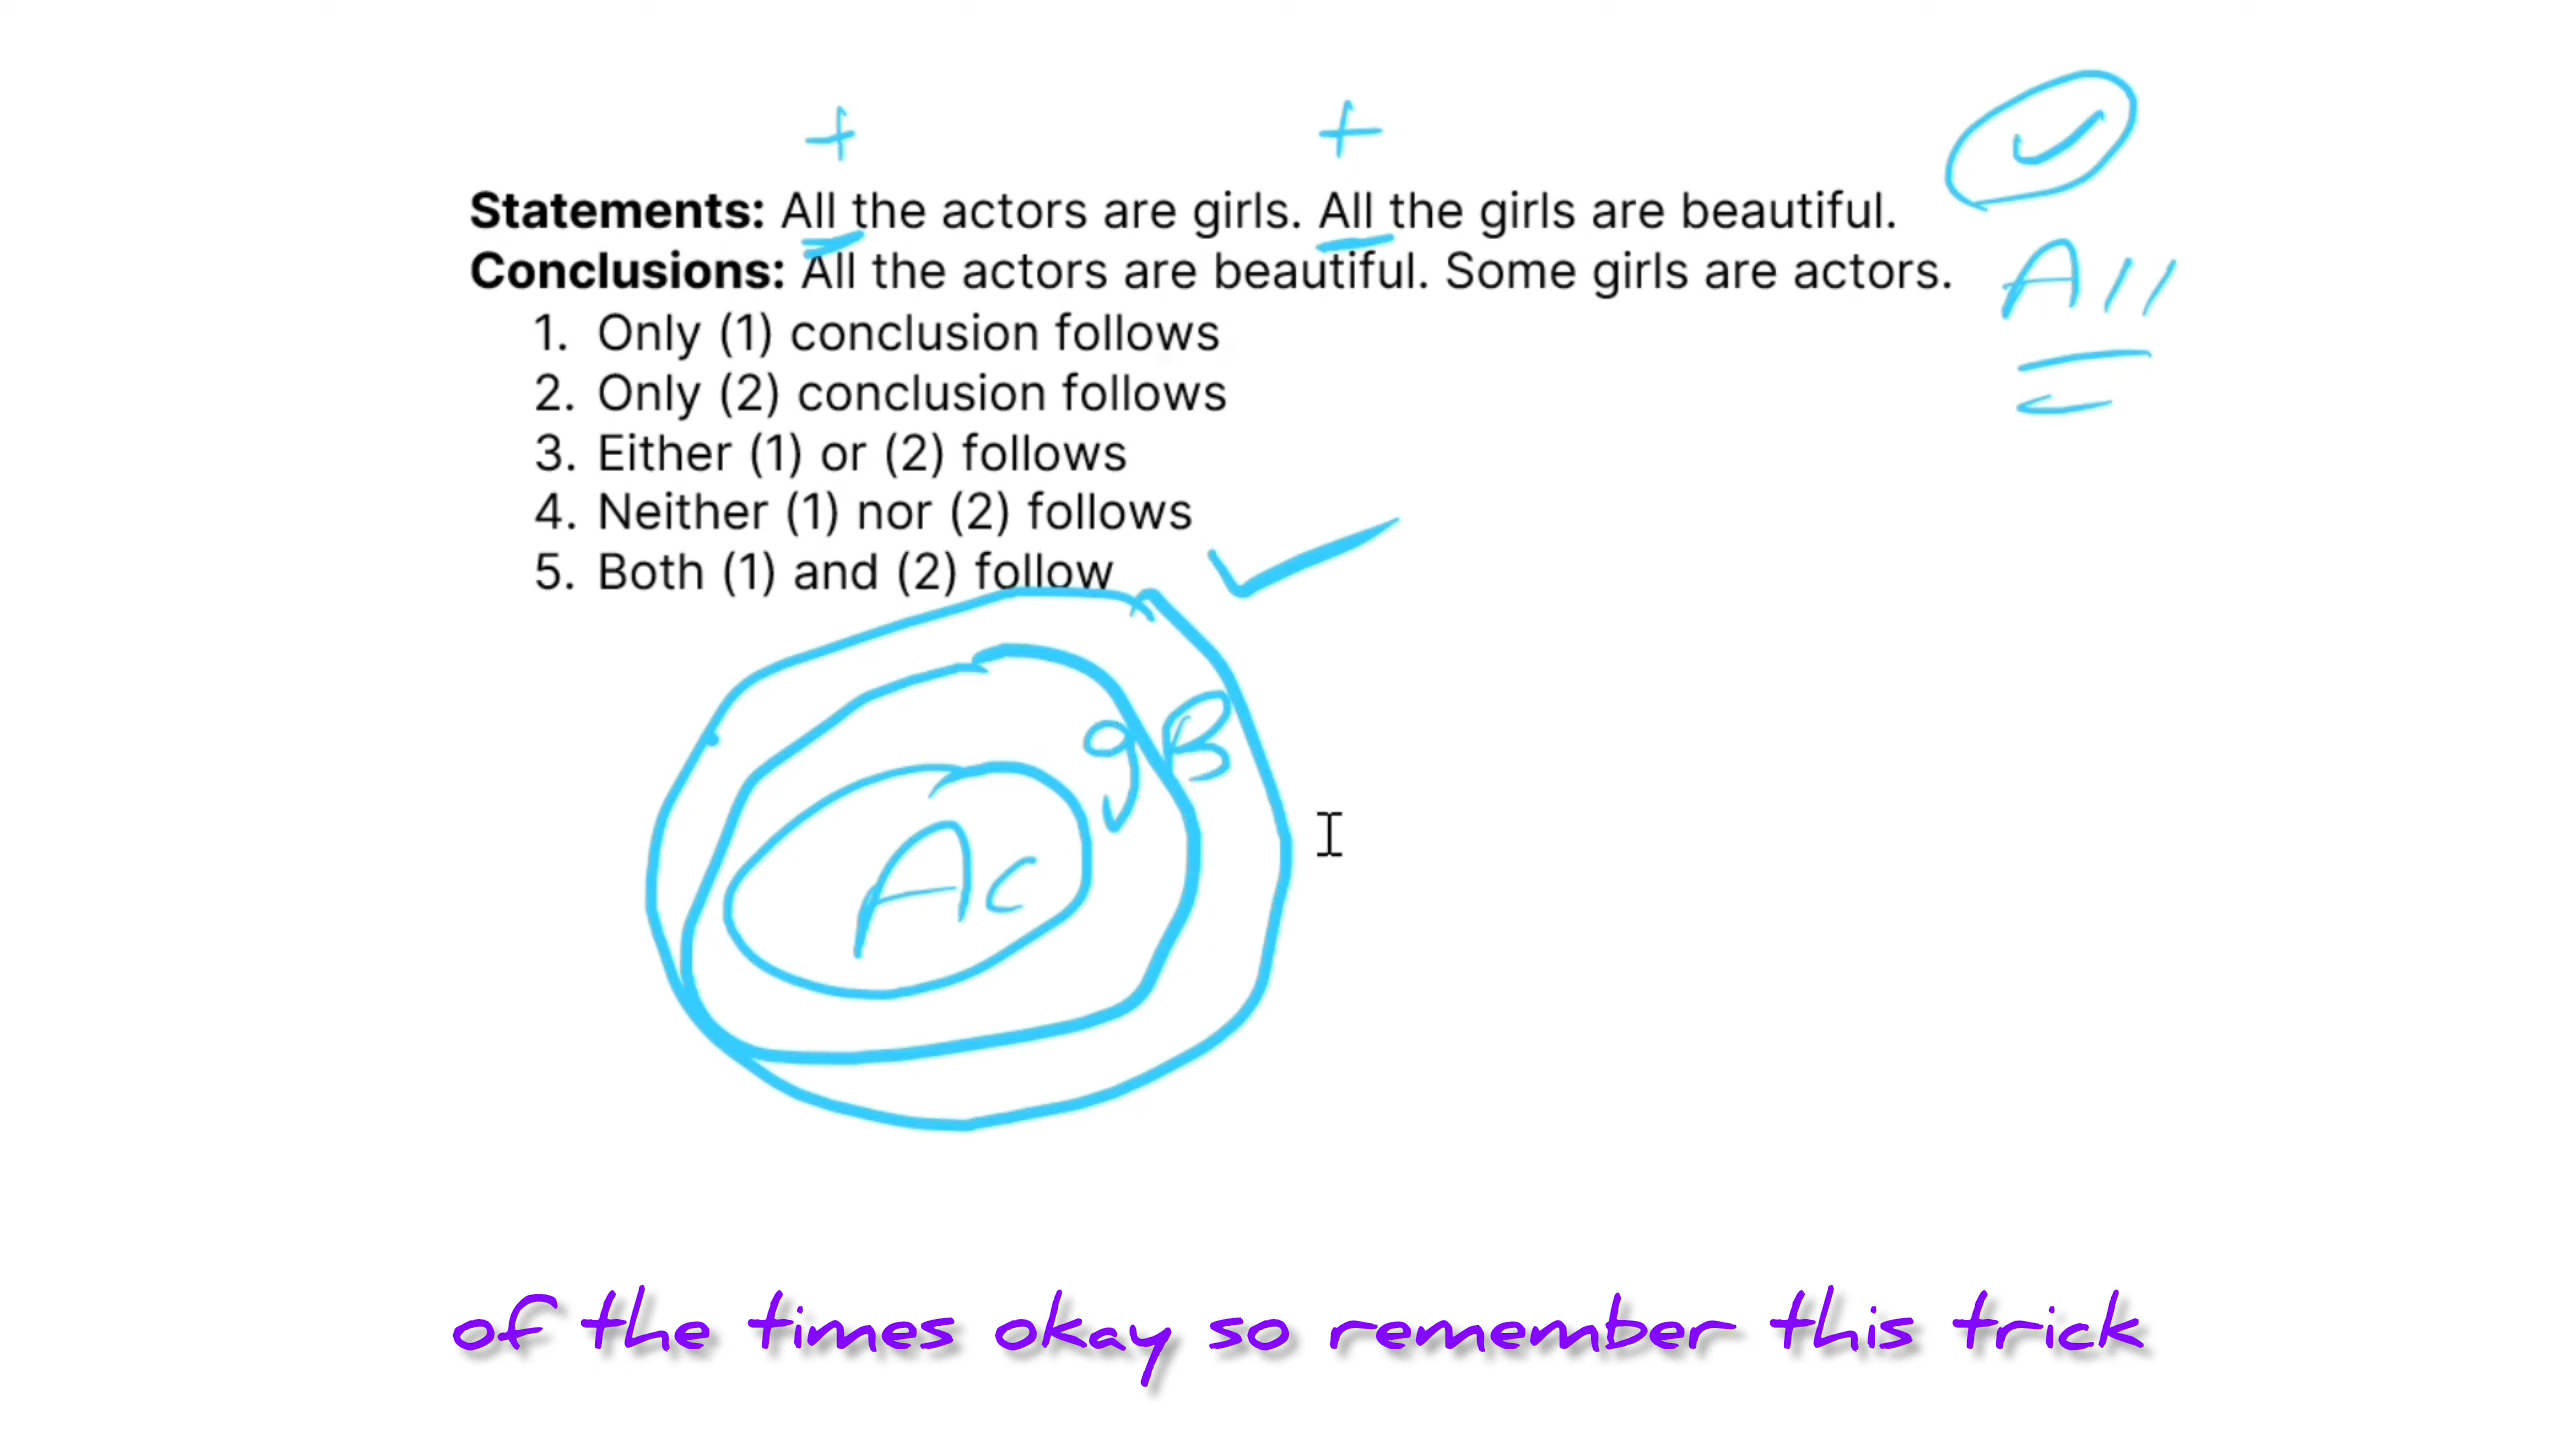 + +
Statements: All the actors are girls. All the girls are beautiful.
Conclusions: All the actors are beautiful. Some girls are actors.
All
1. Only (1) conclusion follows
2. Only (2) conclusion follows
3. Either (1) or (2) follows
4. Neither (1) nor (2) follows
5. Both (1) and (2) follow
g B
Ac
of the times okay so remember this trick